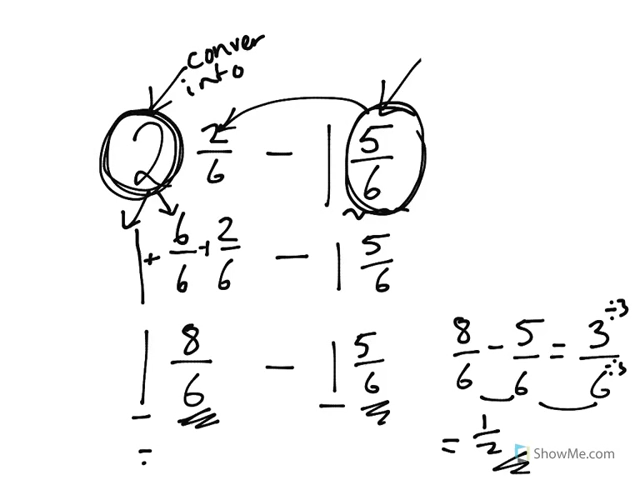 conver
into
2 2/6 - 1 5/6
1 + 6/6 + 2/6 - 1 5/6
1 8/6 - 1 5/6
8/6 - 5/6 = 3/6 ÷3 ÷3
= 1/2
=
ShowMe.com